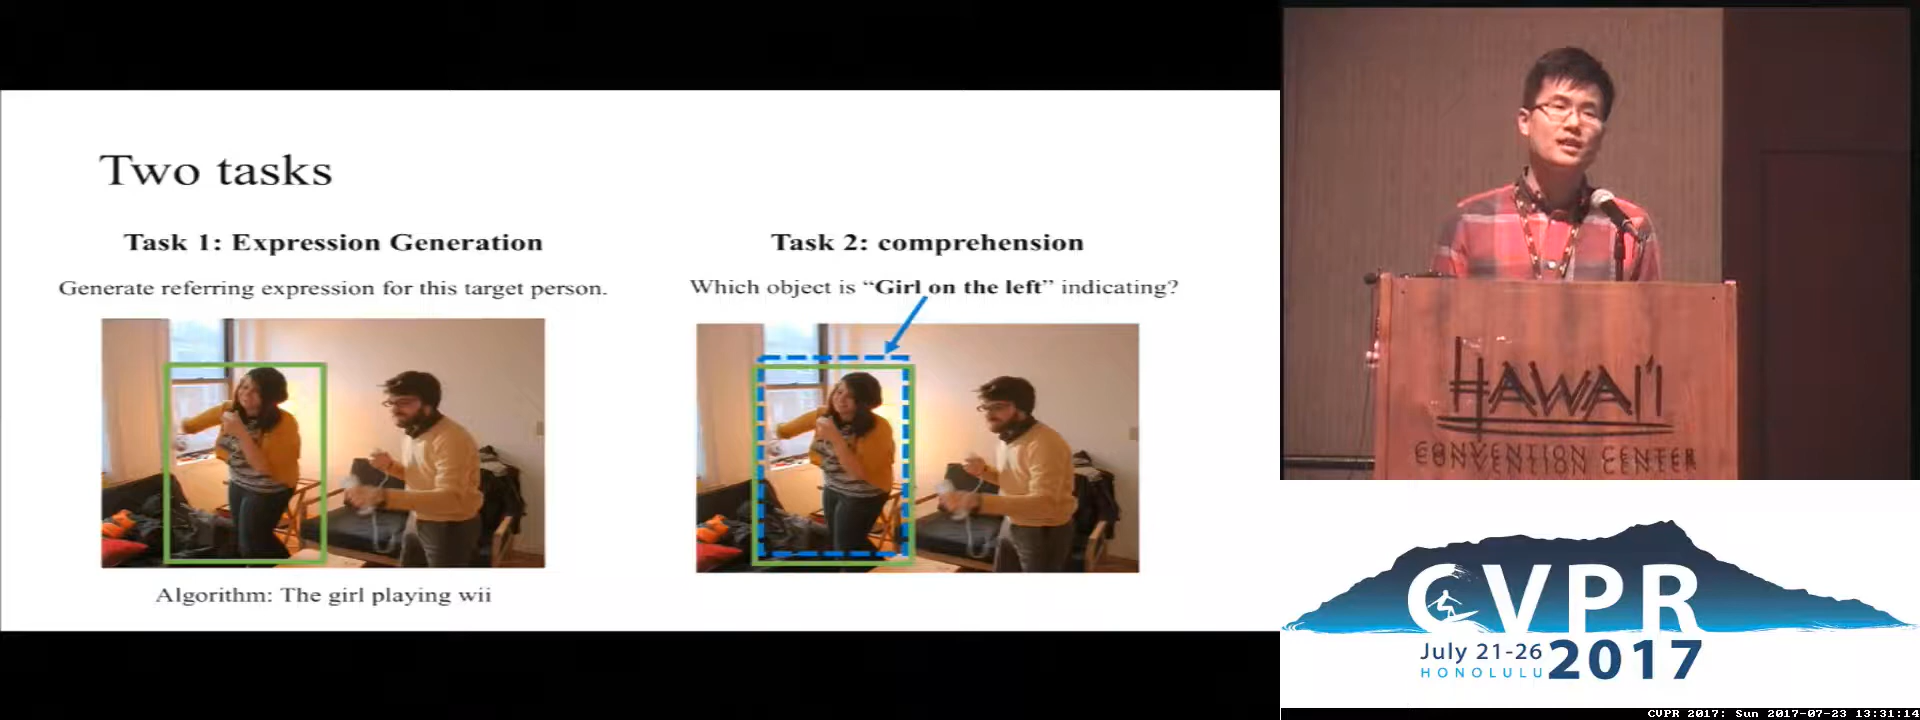 Two tasks
Task 1: Expression Generation
Generate referring expression for this target person.
Algorithm: The girl playing wii
Task 2: comprehension
Which object is “Girl on the left” indicating?
HAWAI'I
CONVENTION CENTER
CVPR
July 21-26
HONOLULU
2017
CVPR 2017: Sun 2017-07-23 13:31:14